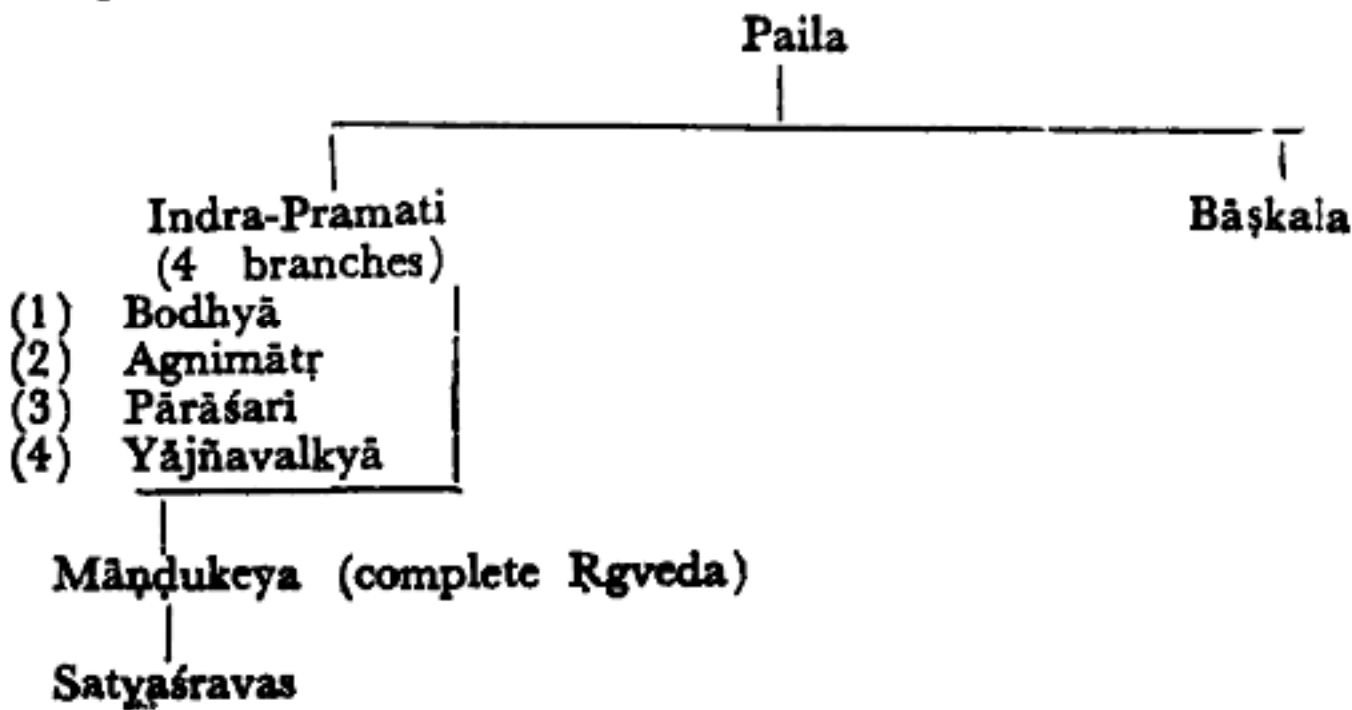 Paila
Indra-Pramati Bāṣkala
(4 branches)
(1) Bodhyā
(2) Agnimātṛ
(3) Pārāśari
(4) Yājñavalkyā
Māṇḍukeya (complete Ṛgveda)
Satyaśravas